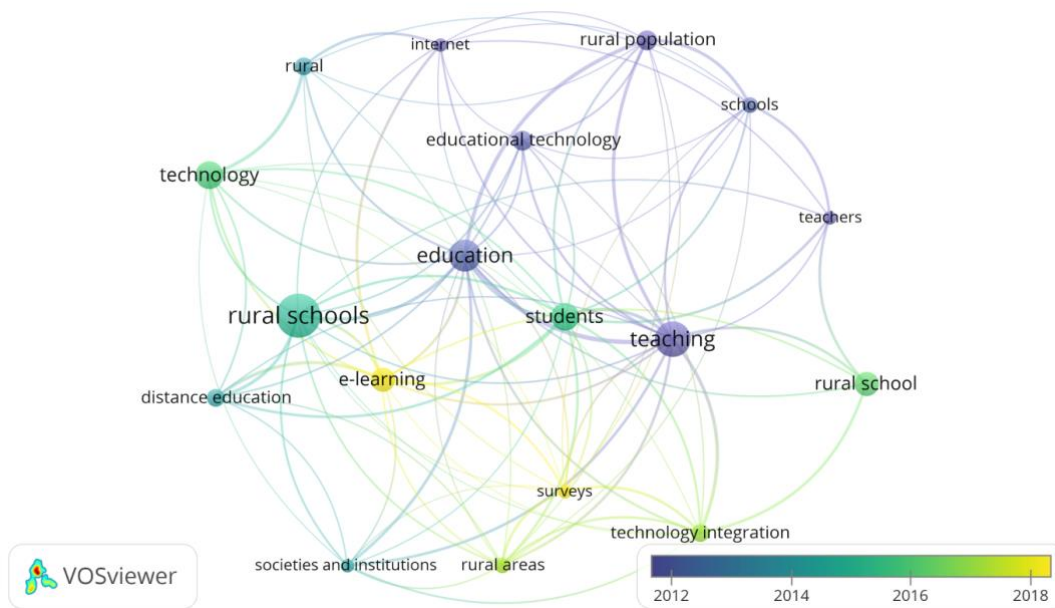 internet
rural population
rural
schools
educational technology
technology
teachers
education
rural schools
students
teaching
e-learning
rural school
distance education
surveys
technology integration
societies and institutions
rural areas
VOSviewer
2012
2014
2016
2018